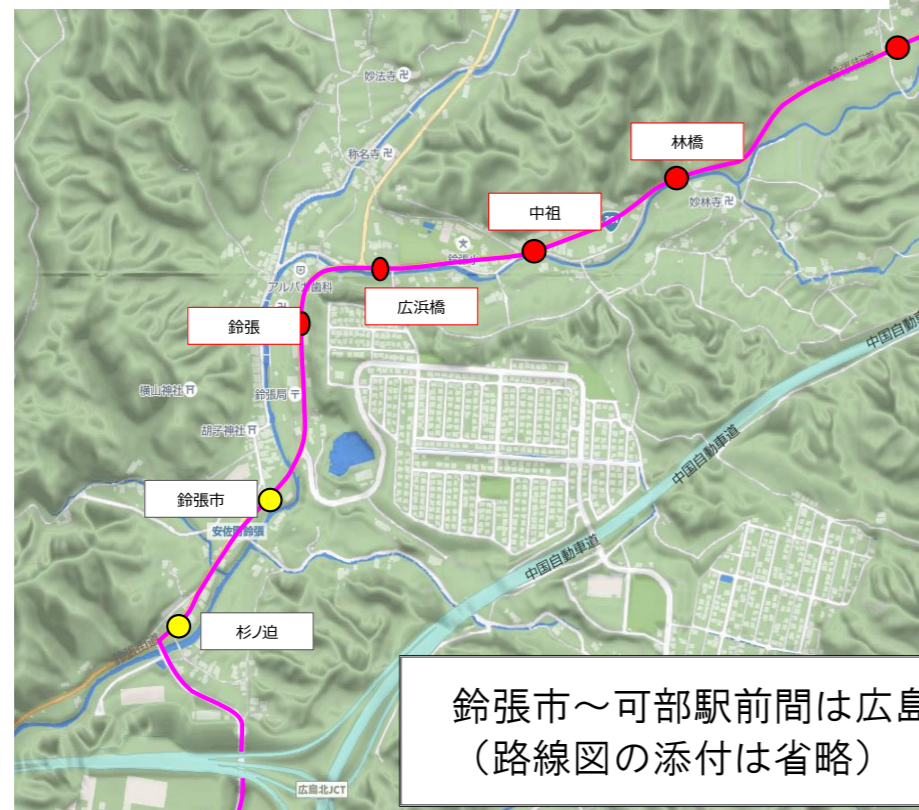 妙法寺卍
称名寺卍
林橋
妙林寺卍
中祖
アルパカ歯科
広浜橋
鈴張
中国自動車道
横山神社
鈴張局
胡子神社
中国自動車道
鈴張市
安佐町鈴張
中国自動車道
杉ノ迫
鈴張市～可部駅前間は広島
（路線図の添付は省略）
広島北JCT